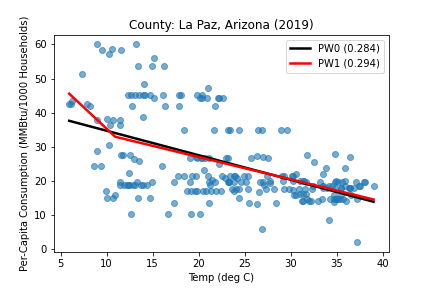 County: La Paz, Arizona (2019)
PW0 (0.284)
PW1 (0.294)
Per-Capita Consumption (MMBtu/1000 Households)
60
50
40
30
20
10
0
5 10 15 20 25 30 35 40
Temp (deg C)